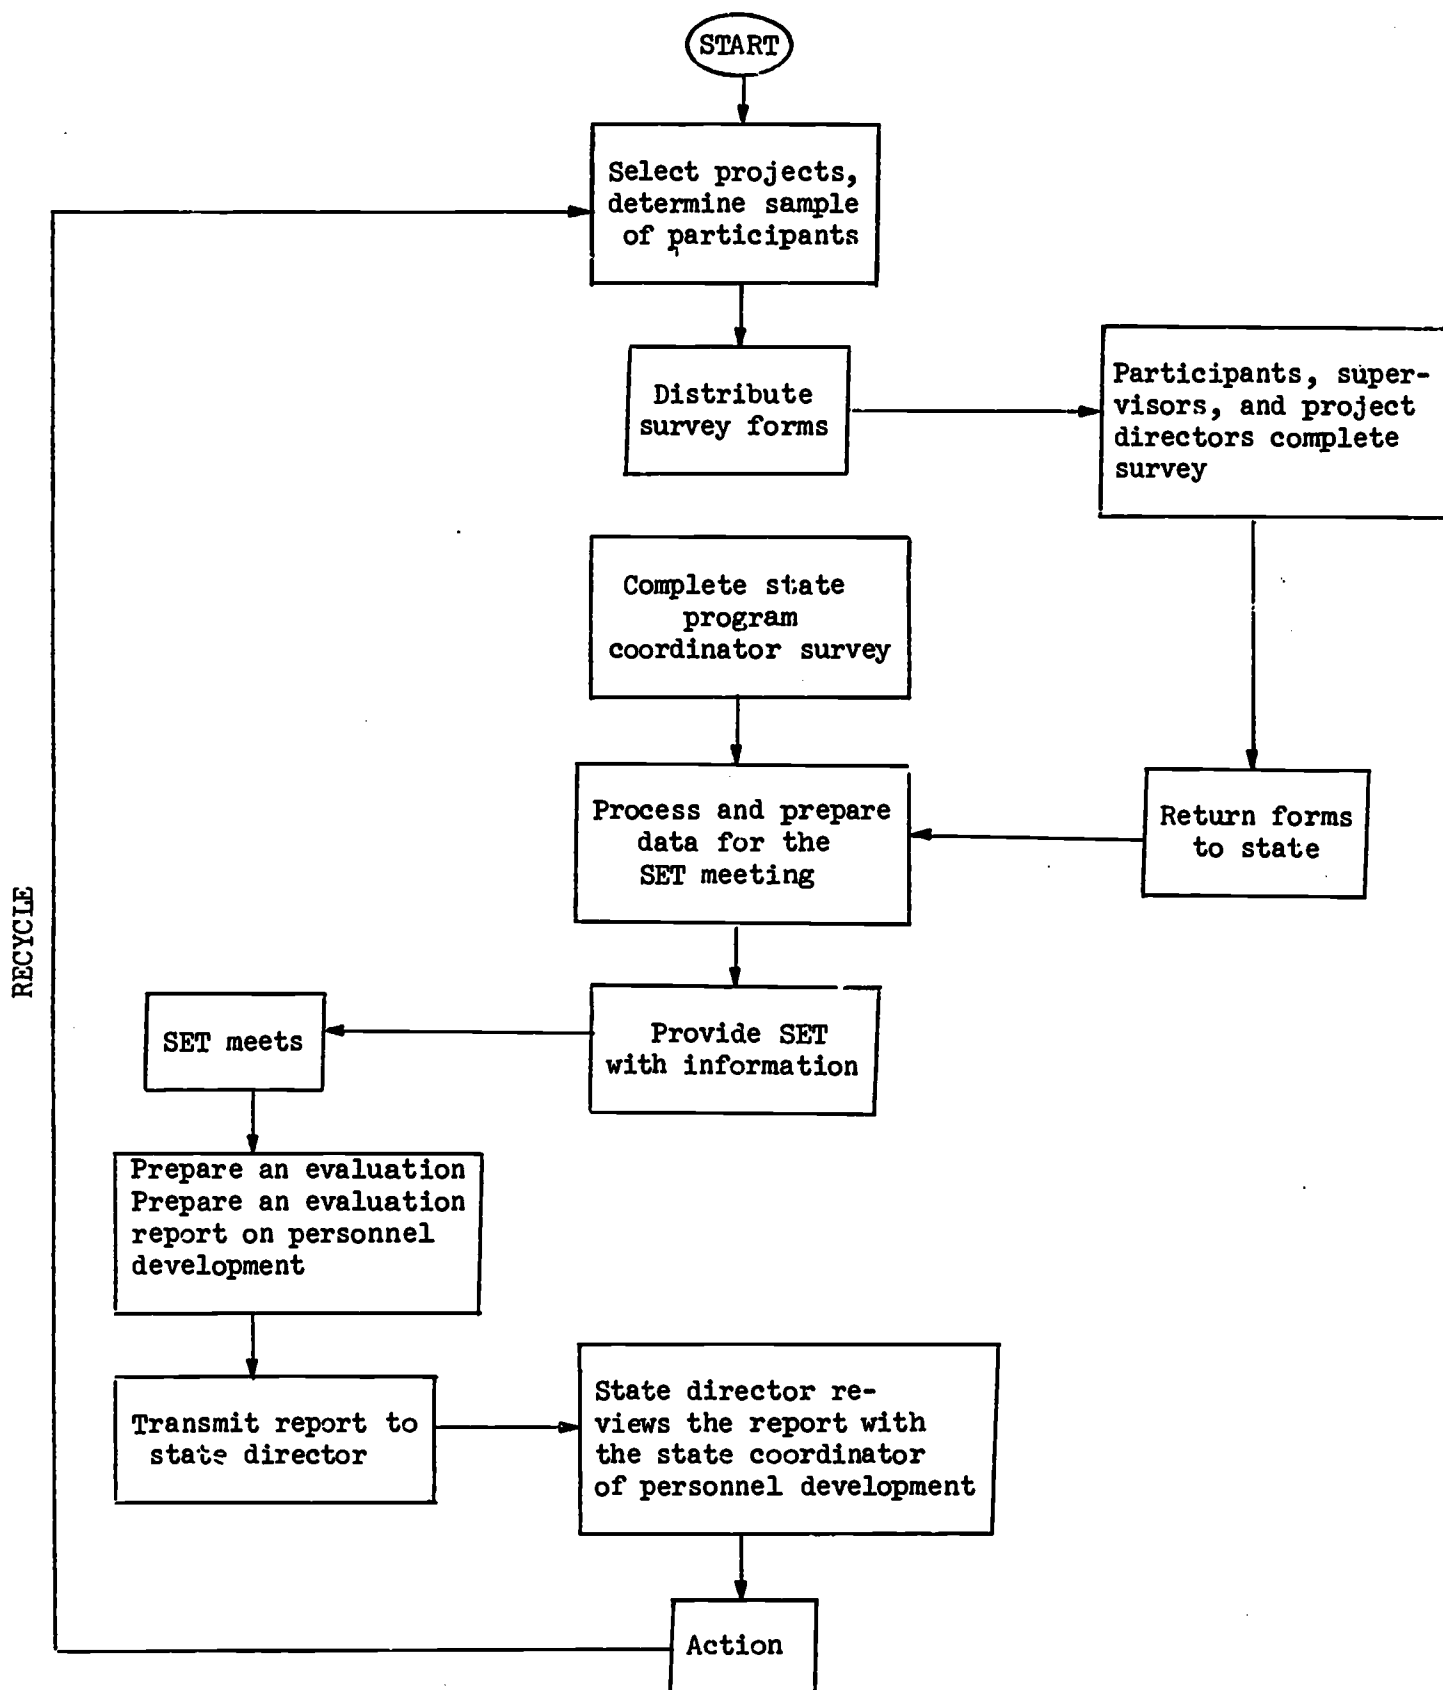 START
Select projects,
determine sample
of participants
Distribute
survey forms
Participants, super-
visors, and project
directors complete
survey
Complete state
program
coordinator survey
Process and prepare
data for the
SET meeting
Return forms
to state
RECYCLE
SET meets
Provide SET
with information
Prepare an evaluation
Prepare an evaluation
report on personnel
development
Transmit report to
state director
State director re-
views the report with
the state coordinator
of personnel development
Action